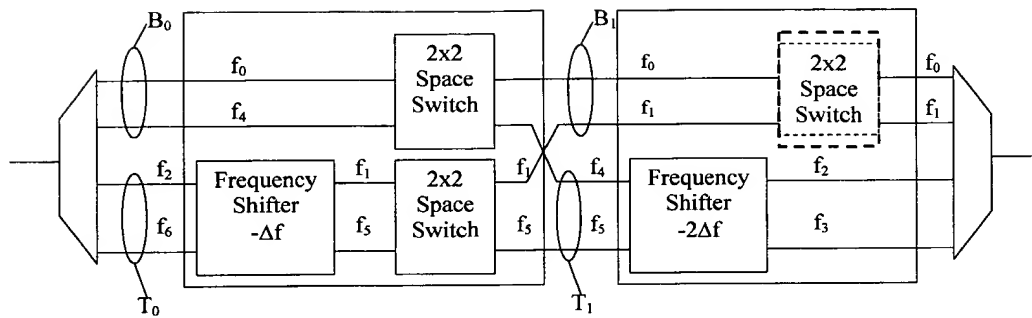 B₀
B₁
f₀
2x2
Space
Switch
f₄
f₀
2x2
Space
Switch
f₀
f₁
f₁
f₂
Frequency
Shifter
-Δf
f₁
2x2
Space
Switch
f₁
f₆
f₅
f₅
f₄
Frequency
Shifter
-2Δf
f₂
f₅
f₃
T₀
T₁